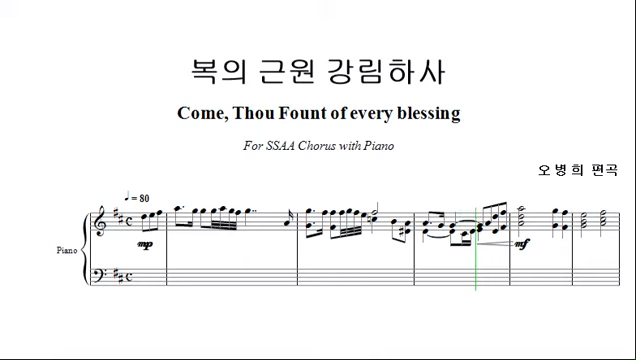 복의 근원 강림하사
Come, Thou Fount of every blessing
For SSAA Chorus with Piano
오 병 희 편곡
♩ = 80
Piano
mp
mf